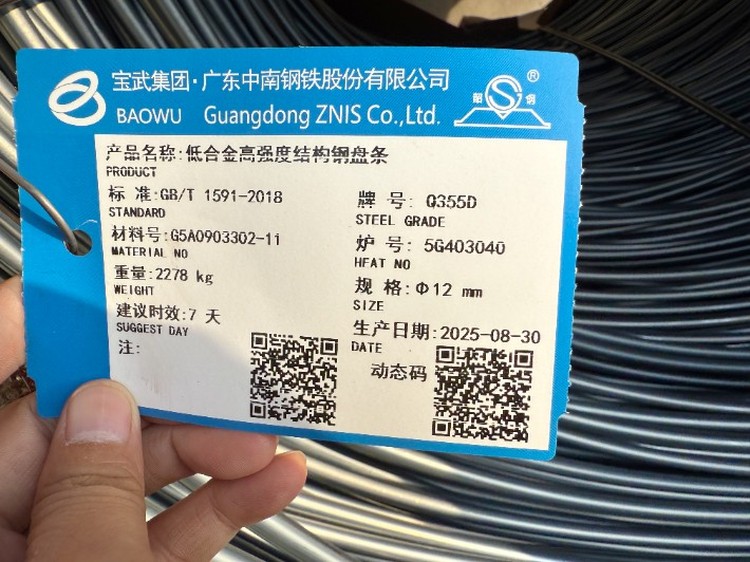 宝武集团·广东中南钢铁股份有限公司
BAOWU Guangdong ZNIS Co.,Ltd.
®
产品名称:低合金高强度结构钢盘条
PRODUCT
标 准:GB/T 1591-2018
STANDARD
牌 号: Q355D
STEEL GRADE
材料号:G5A0903302-11
MATERIAL NO
炉 号: 5G403040
HEAT NO
重量:2278 kg
WEIGHT
规 格:Φ12 mm
SIZE
建议时效:7 天
SUGGEST DAY
生产日期:2025-08-30
DATE
注:
动态码